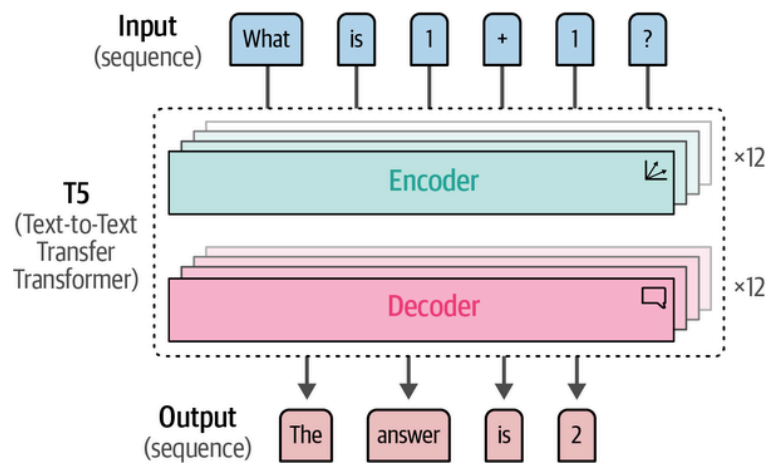 Input
(sequence)
What is 1 + 1 ?
T5
(Text-to-Text
Transfer
Transformer)
Encoder
×12
Decoder
×12
Output
(sequence)
The answer is 2